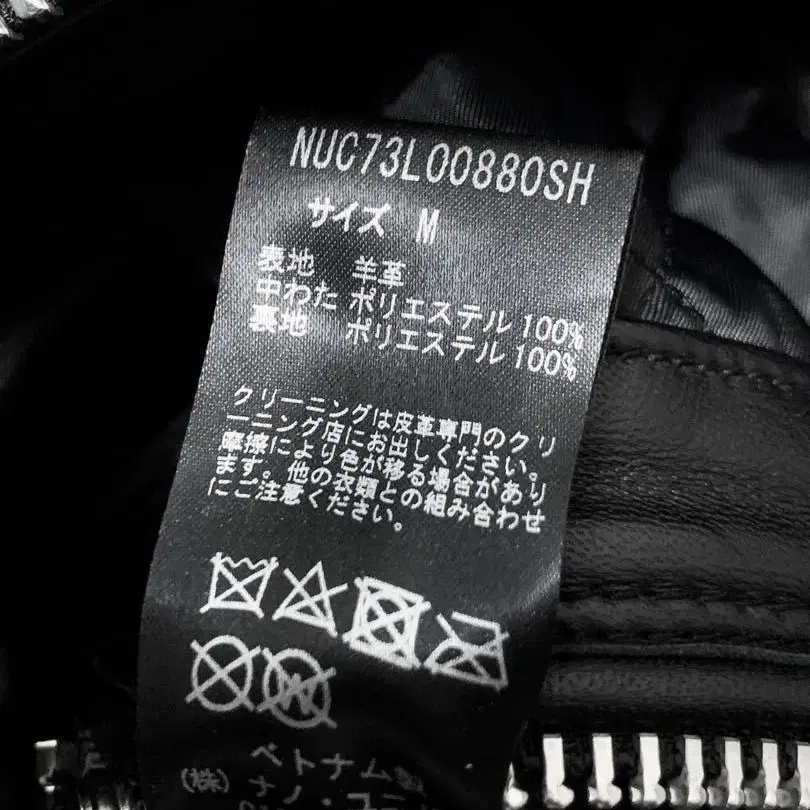 NUC73L00880SH
サイズ M
表地 羊革
中わた ポリエステル 100%
裏地 ポリエステル 100%
クリーニングは皮革専門のクリ
ーニング店にお出しください。
摩擦により色が移る場合があり
ます。他の衣類との組み合わせ
にご注意ください。
W
ベトナム製
(株) ナノ・ユニ